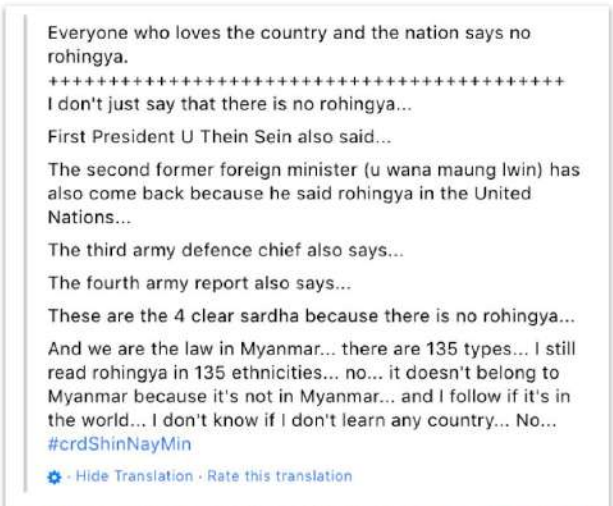 Everyone who loves the country and the nation says no
rohingya.
+++++++++++++++++++++++++++++++++++++++++++
I don't just say that there is no rohingya...
First President U Thein Sein also said...
The second former foreign minister (u wana maung lwin) has
also come back because he said rohingya in the United
Nations...
The third army defence chief also says...
The fourth army report also says...
These are the 4 clear sardha because there is no rohingya...
And we are the law in Myanmar... there are 135 types... I still
read rohingya in 135 ethnicities... no... it doesn't belong to
Myanmar because it's not in Myanmar... and I follow if it's in
the world... I don't know if I don't learn any country... No...
#crdShinNayMin
· Hide Translation · Rate this translation